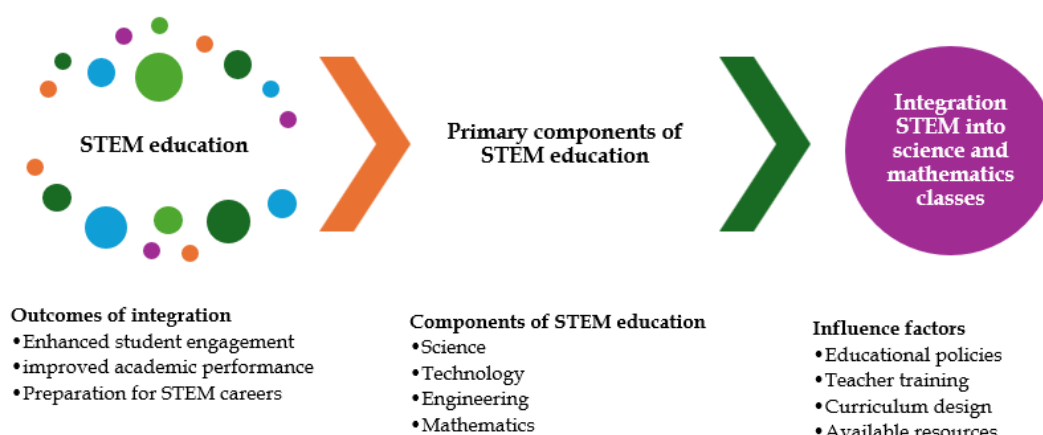 STEM education
Primary components of
STEM education
Integration
STEM into
science and
mathematics
classes
Outcomes of integration
•Enhanced student engagement
•improved academic performance
•Preparation for STEM careers
Components of STEM education
•Science
•Technology
•Engineering
•Mathematics
Influence factors
•Educational policies
•Teacher training
•Curriculum design
•Available resources